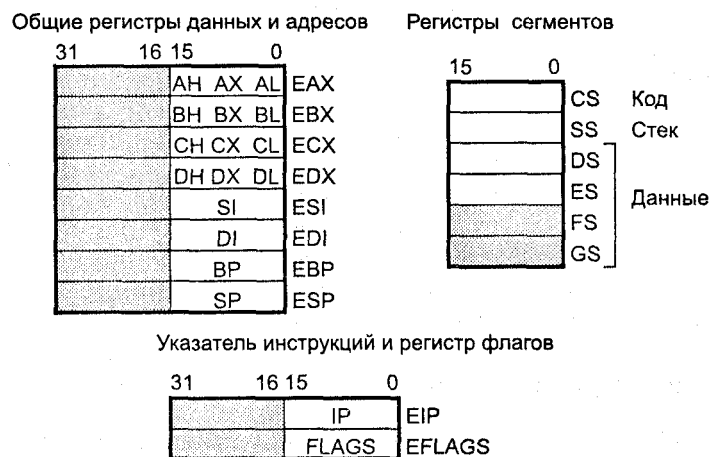 Общие регистры данных и адресов
31 16 15 0
AH AX AL EAX
BH BX BL EBX
CH CX CL ECX
DH DX DL EDX
SI ESI
DI EDI
BP EBP
SP ESP
Регистры сегментов
15 0
CS Код
SS Стек
DS
ES
FS
GS
Данные
Указатель инструкций и регистр флагов
31 16 15 0
IP EIP
FLAGS EFLAGS